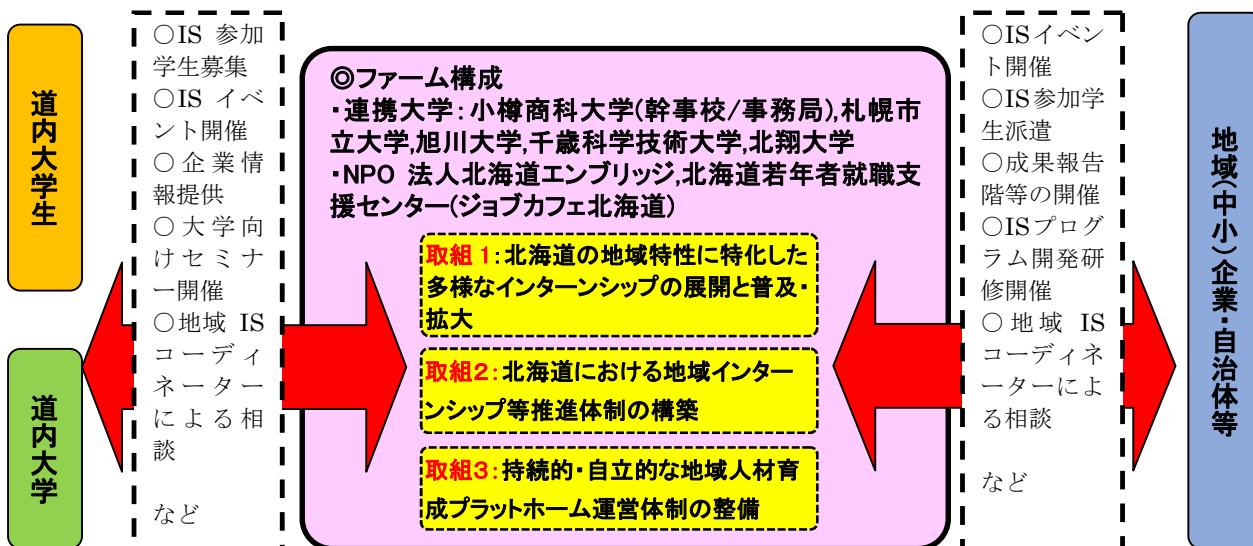 道内大学生
道内大学
○IS 参加
学生募集
○IS イベ
ント開催
○企業情
報提供
○大学向
けセミナ
ー開催
○地域 IS
コーディ
ネーター
による相
談
など
◎ファーム構成
・連携大学：小樽商科大学(幹事校/事務局),札幌市
立大学,旭川大学,千歳科学技術大学,北翔大学
・NPO 法人北海道エンブリッジ,北海道若年者就職支
援センター(ジョブカフェ北海道)
取組１：北海道の地域特性に特化した
多様なインターンシップの展開と普及・
拡大
取組２：北海道における地域インター
ンシップ等推進体制の構築
取組３：持続的・自立的な地域人材育
成プラットホーム運営体制の整備
○ISイベン
ト開催
○IS参加学
生派遣
○成果報告
階等の開催
○ISプログ
ラム開発研
修開催
○地域 IS
コーディネ
ーターによ
る相談
など
地域(中小)企業・自治体等